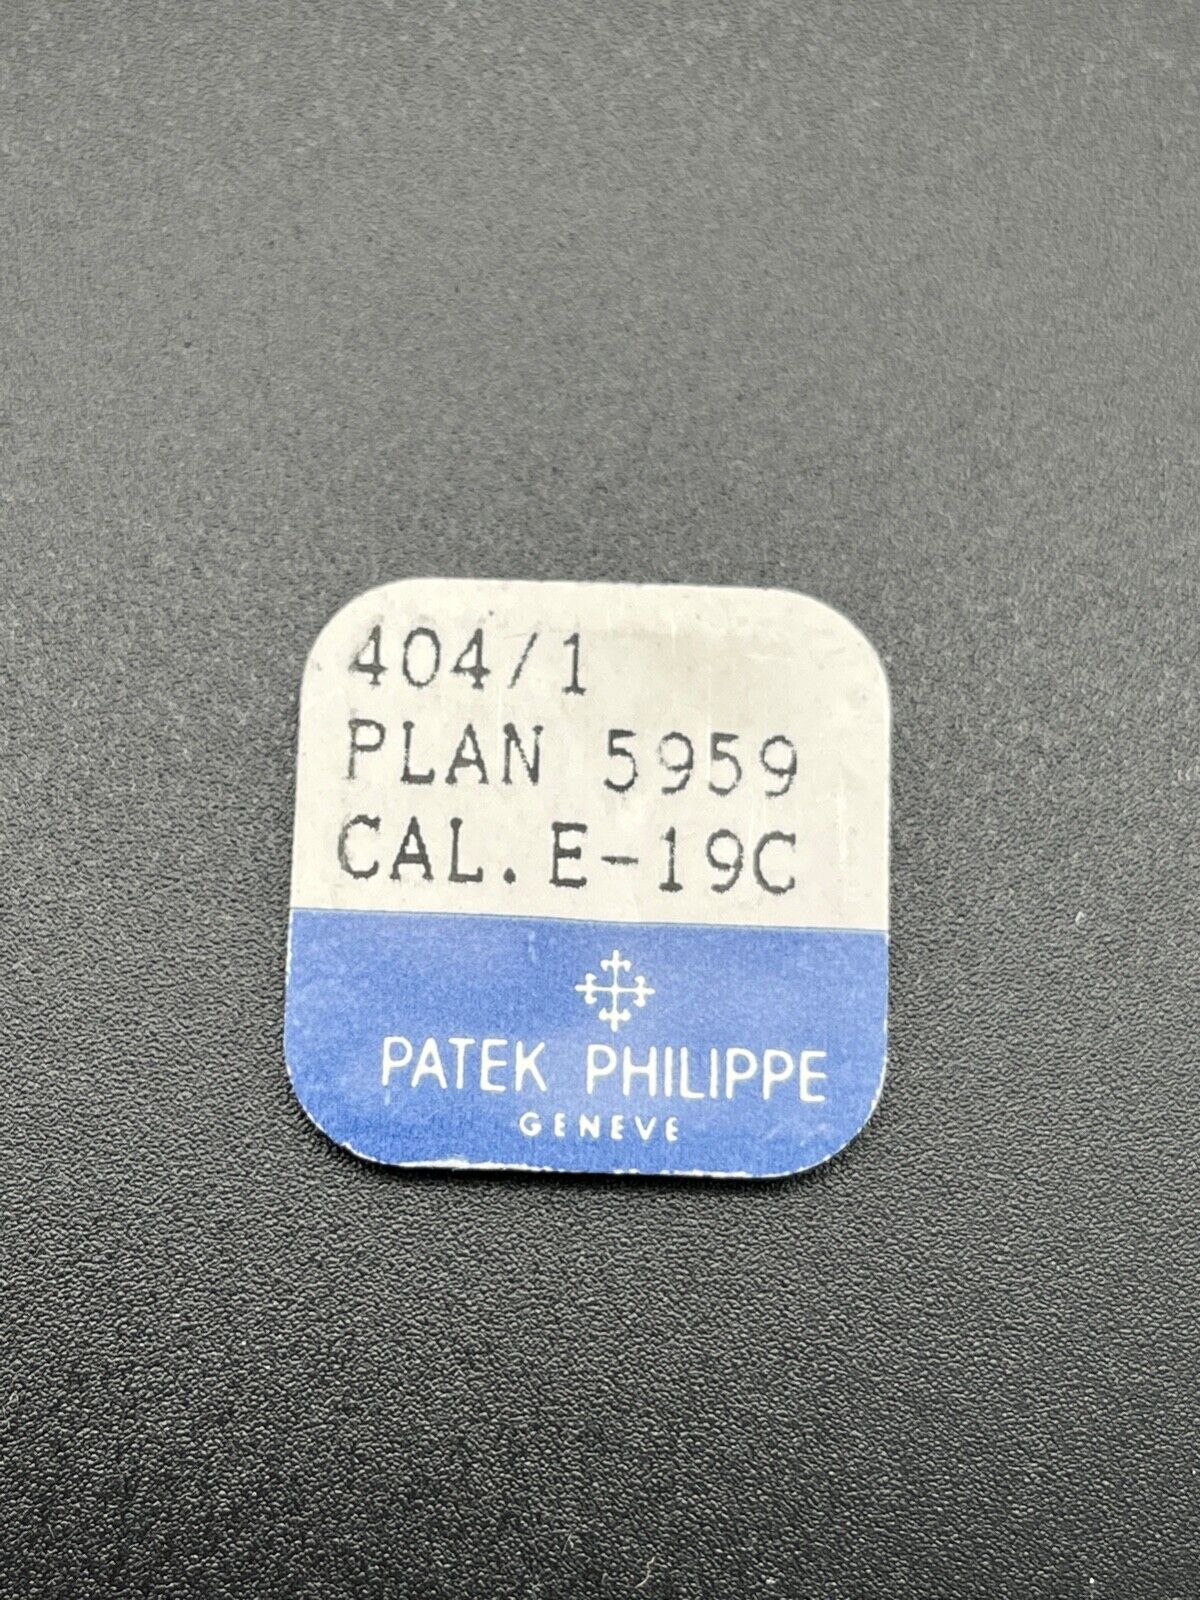 404/1
PLAN 5959
CAL. E-19C
PATEK PHILIPPE
GENEVE